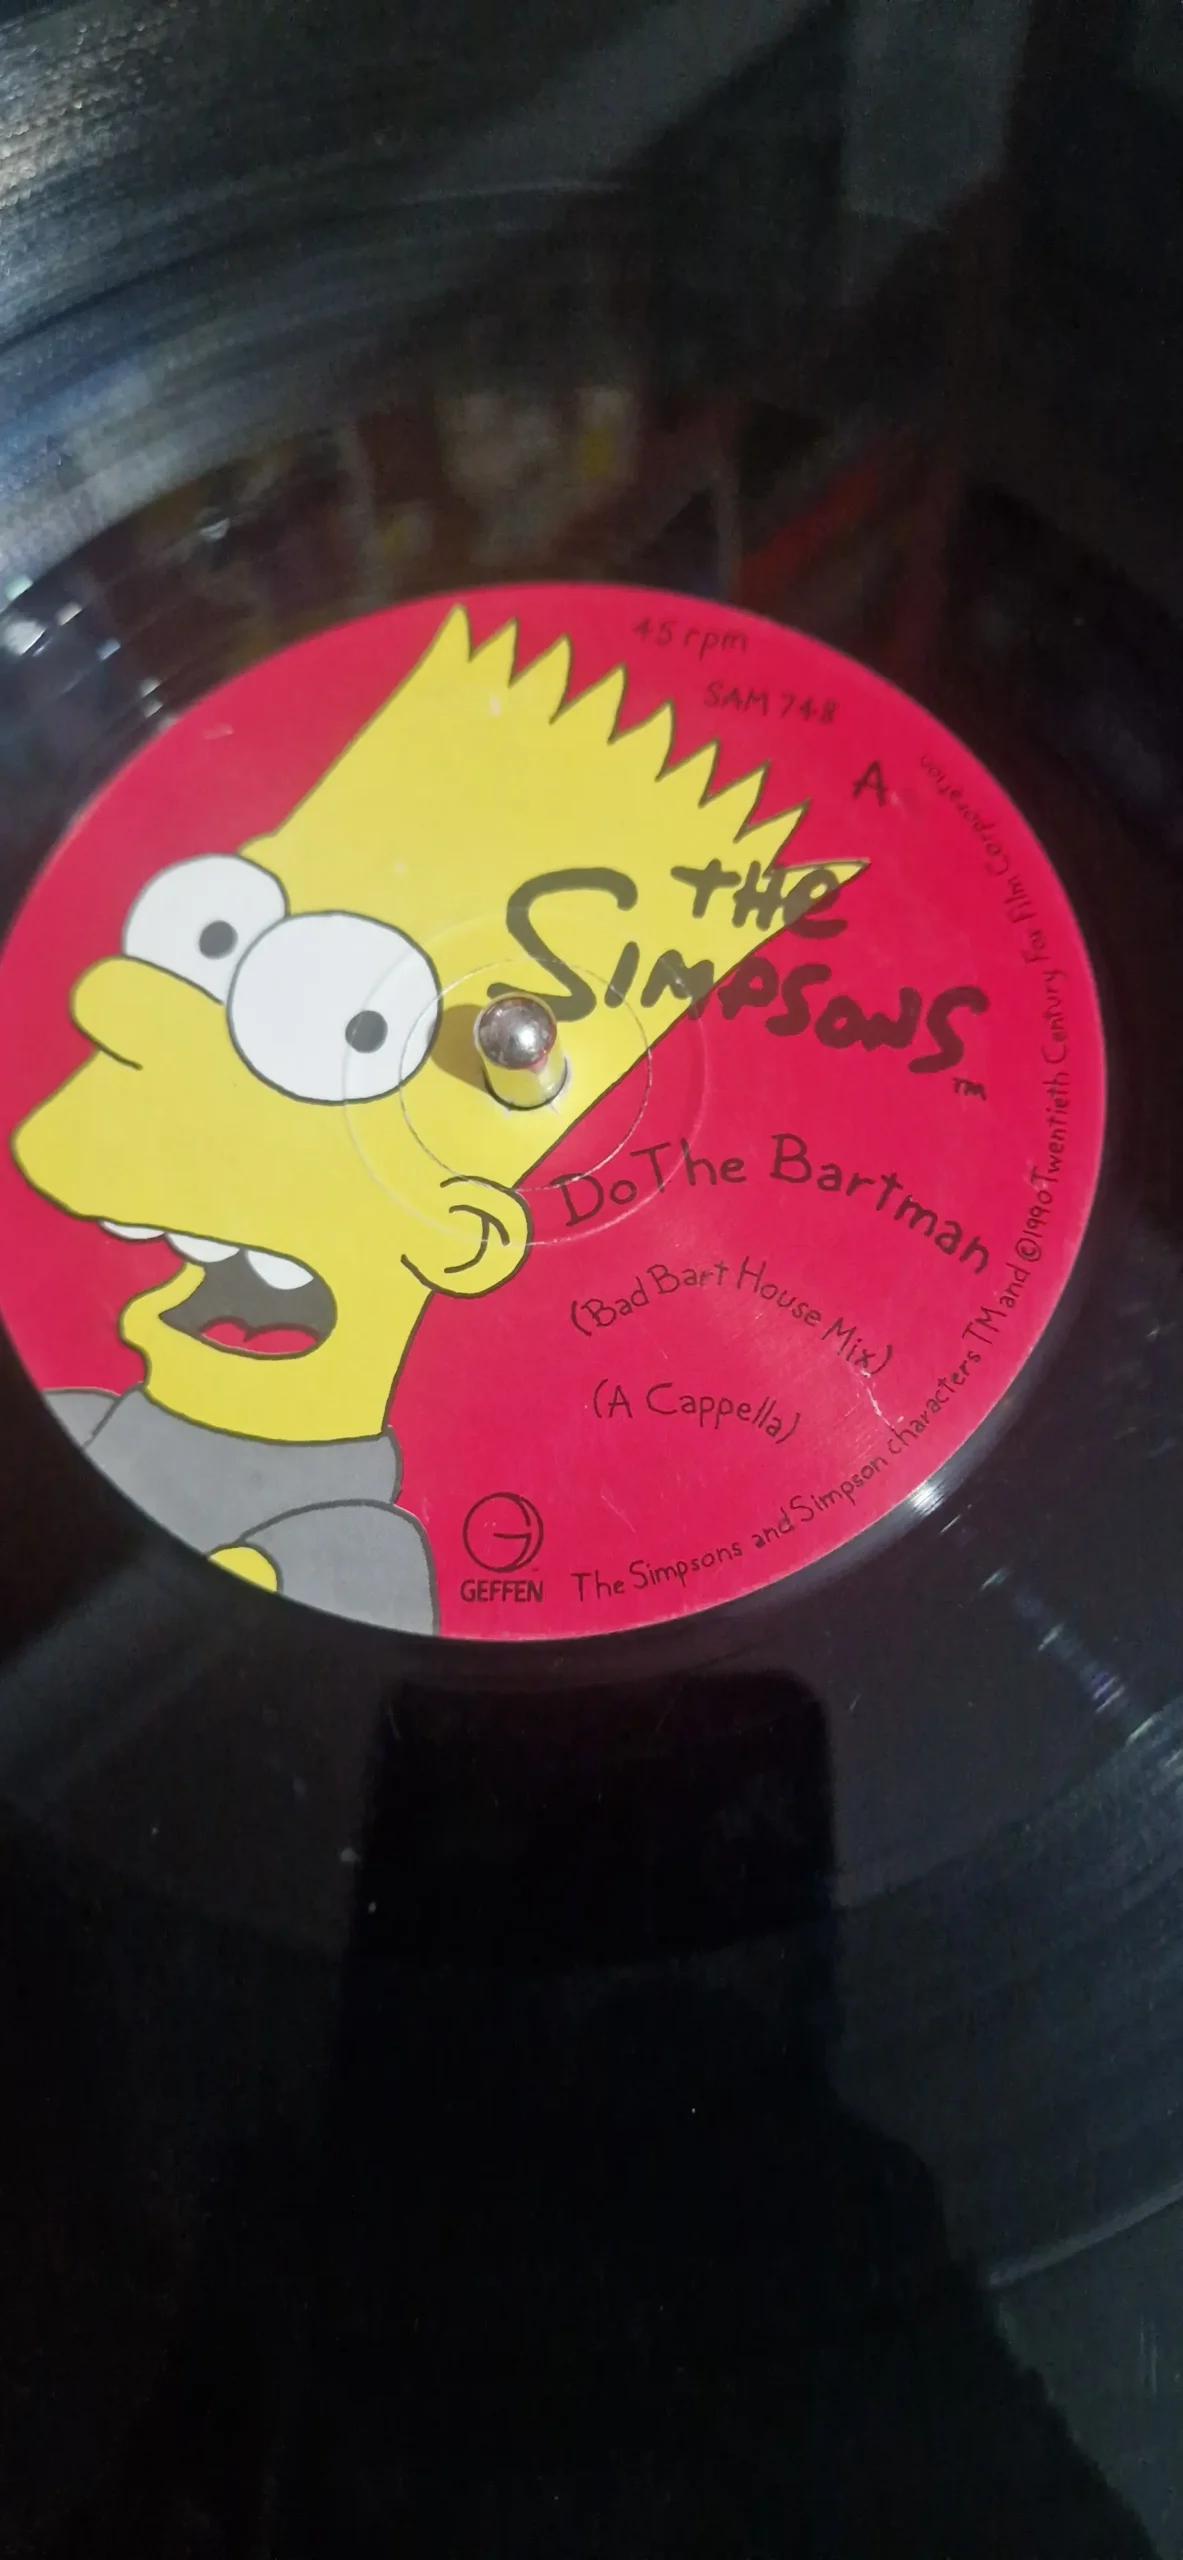 45 rpm
SAM 748
A
THE
SIMPSONS
TM
Do The Bartman
(Bad Bart House Mix)
(A Cappella)
GEFFEN
The Simpsons and Simpson characters TM and ©1990 Twentieth Century Fox Film Corporation